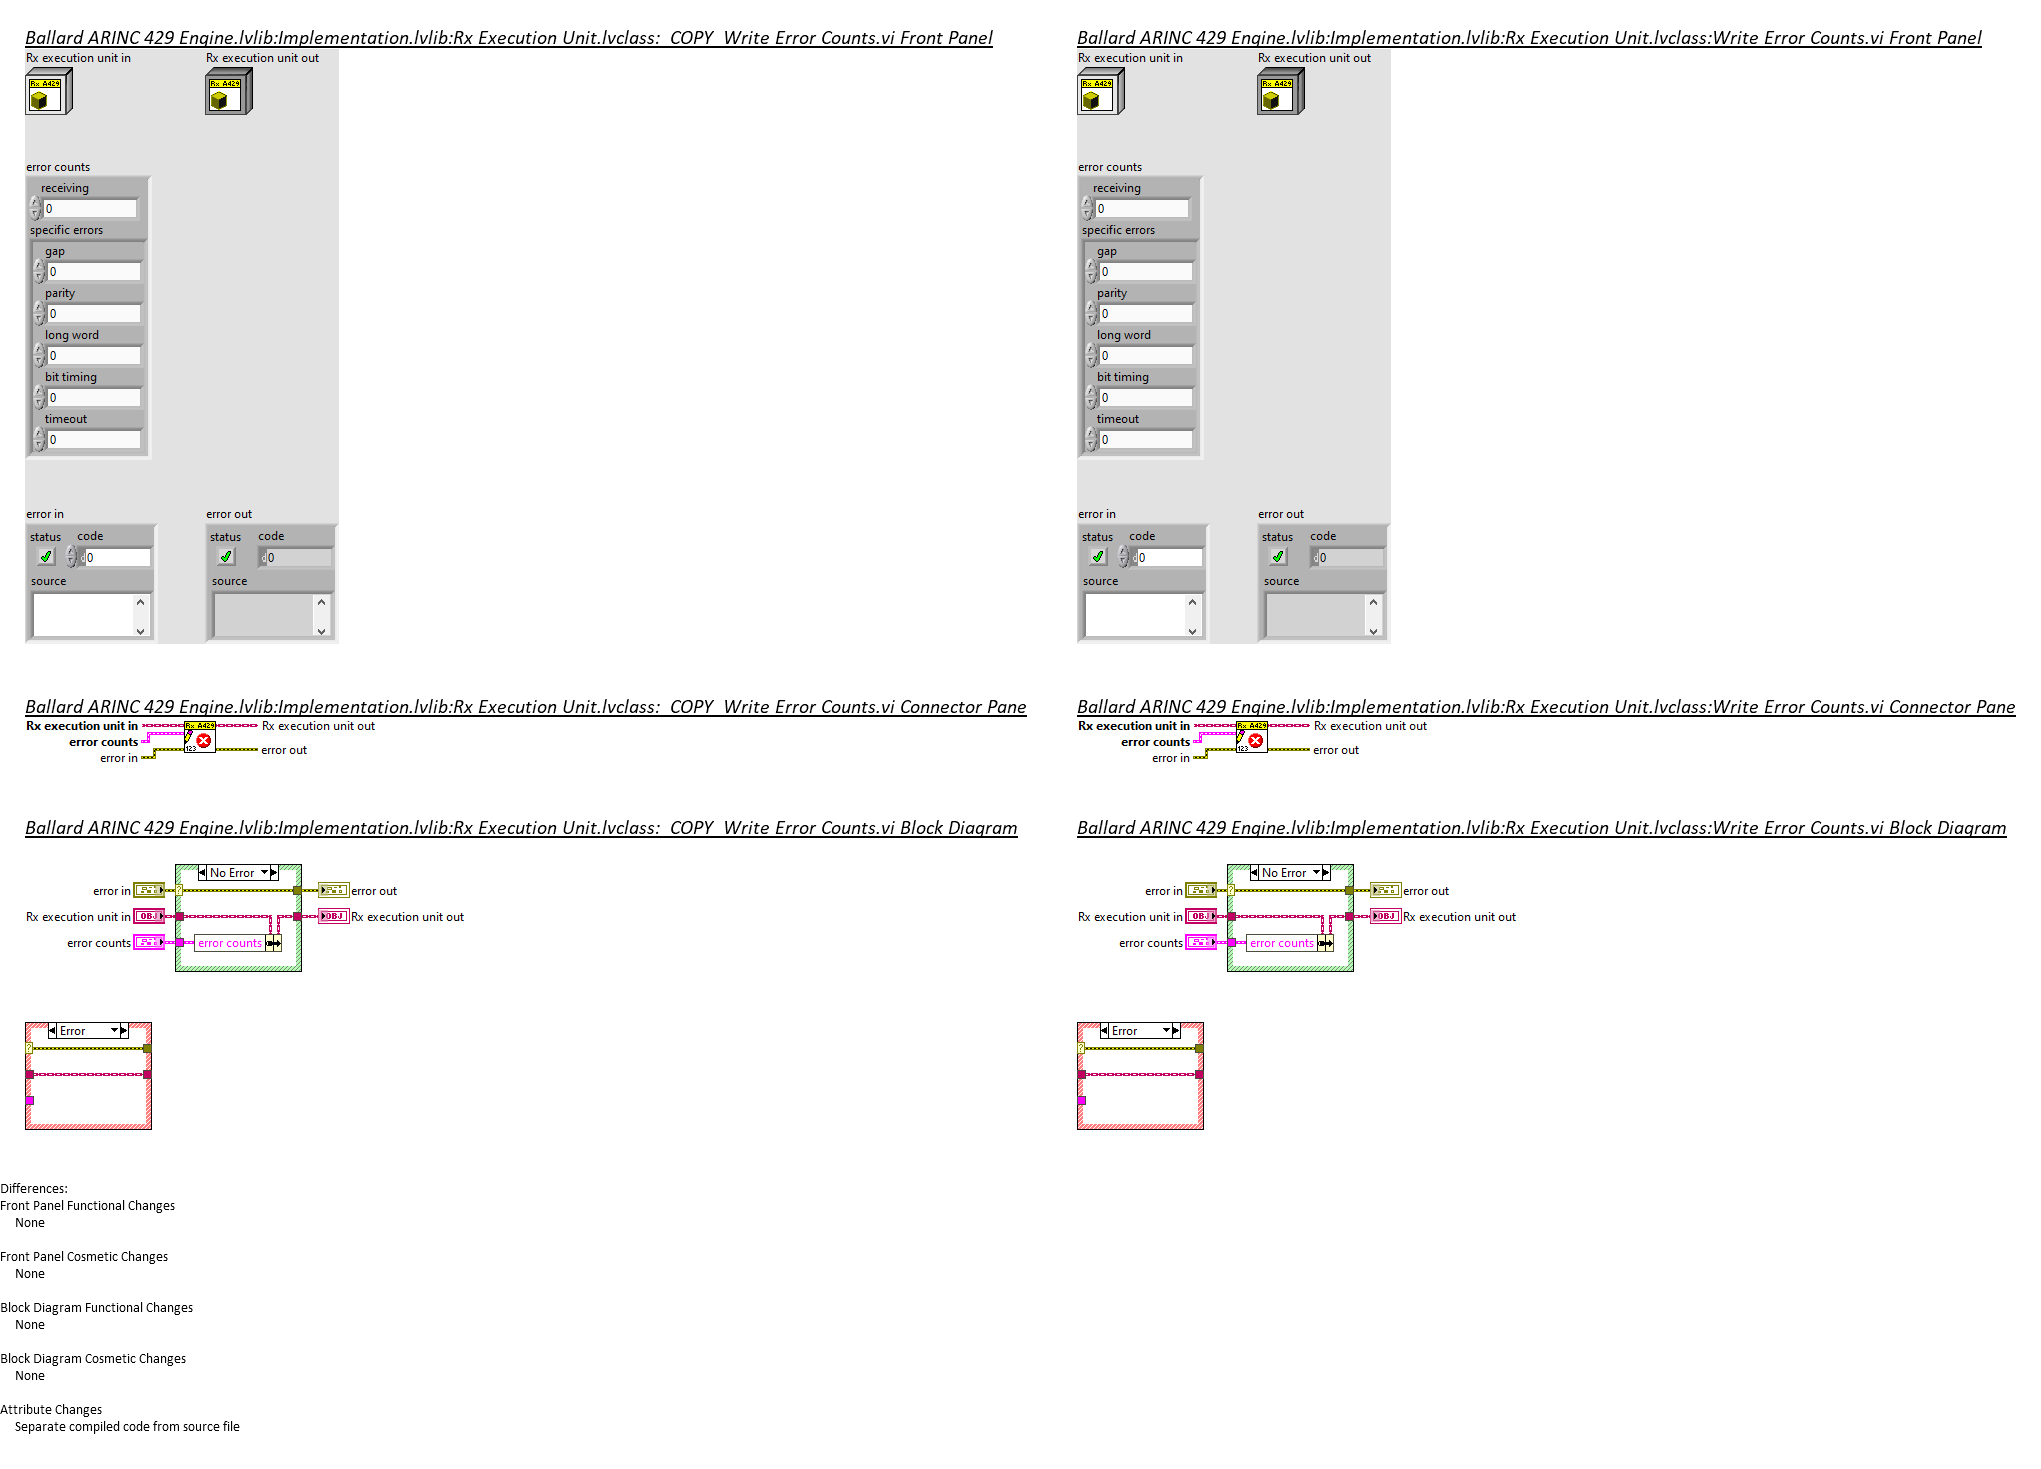 Ballard ARINC 429 Engine.lvlib:Implementation.lvlib:Rx Execution Unit.lvclass:  COPY  Write Error Counts.vi Front Panel
Rx execution unit in
Rx execution unit out
Rx A429
Rx A429
error counts
receiving
0
specific errors
gap
0
parity
0
long word
0
bit timing
0
timeout
0
error in
error out
status
code
0
status
code
0
source
source
Ballard ARINC 429 Engine.lvlib:Implementation.lvlib:Rx Execution Unit.lvclass:  COPY  Write Error Counts.vi Connector Pane
Rx execution unit in
Rx A429
Rx execution unit out
error counts
123
error in
error out
Ballard ARINC 429 Engine.lvlib:Implementation.lvlib:Rx Execution Unit.lvclass:  COPY  Write Error Counts.vi Block Diagram
No Error
error in
?
error out
Rx execution unit in
OBJ
OBJ
Rx execution unit out
error counts
error counts
Error
?
Ballard ARINC 429 Engine.lvlib:Implementation.lvlib:Rx Execution Unit.lvclass:Write Error Counts.vi Front Panel
Rx execution unit in
Rx execution unit out
Rx A429
Rx A429
error counts
receiving
0
specific errors
gap
0
parity
0
long word
0
bit timing
0
timeout
0
error in
error out
status
code
0
status
code
0
source
source
Ballard ARINC 429 Engine.lvlib:Implementation.lvlib:Rx Execution Unit.lvclass:Write Error Counts.vi Connector Pane
Rx execution unit in
Rx A429
Rx execution unit out
error counts
123
error in
error out
Ballard ARINC 429 Engine.lvlib:Implementation.lvlib:Rx Execution Unit.lvclass:Write Error Counts.vi Block Diagram
No Error
error in
?
error out
Rx execution unit in
OBJ
OBJ
Rx execution unit out
error counts
error counts
Error
?
Differences:
Front Panel Functional Changes
None
Front Panel Cosmetic Changes
None
Block Diagram Functional Changes
None
Block Diagram Cosmetic Changes
None
Attribute Changes
Separate compiled code from source file